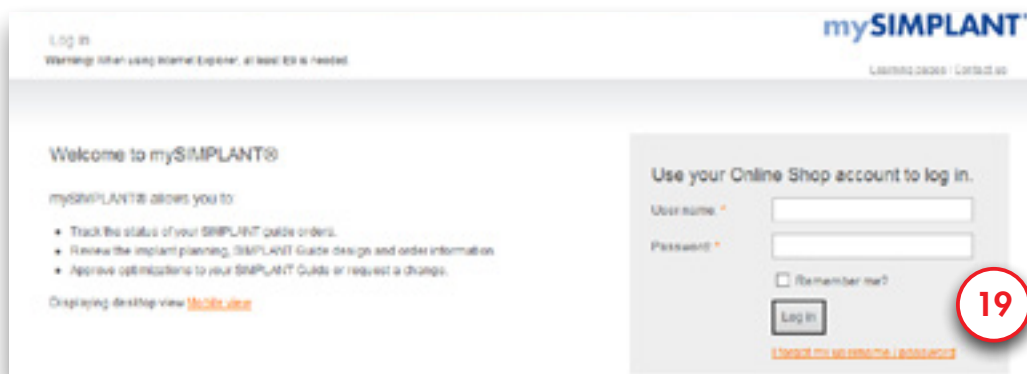 mySIMPLANT
Log in
Warning: When using Internet Explorer, at least E9 is needed.
Learning pages | Contact us
Welcome to mySIMPLANT®
mySIMPLANT® allows you to:
Track the status of your SIMPLANT guide orders.
Review the implant planning, SIMPLANT Guide design and order information
Approve optimizations to your SIMPLANT Guide or request a change.
Displaying desktop view Mobile view
Use your Online Shop account to log in.
User name: *
Password: *
Remember me?
Log in
19
I forgot my username / password